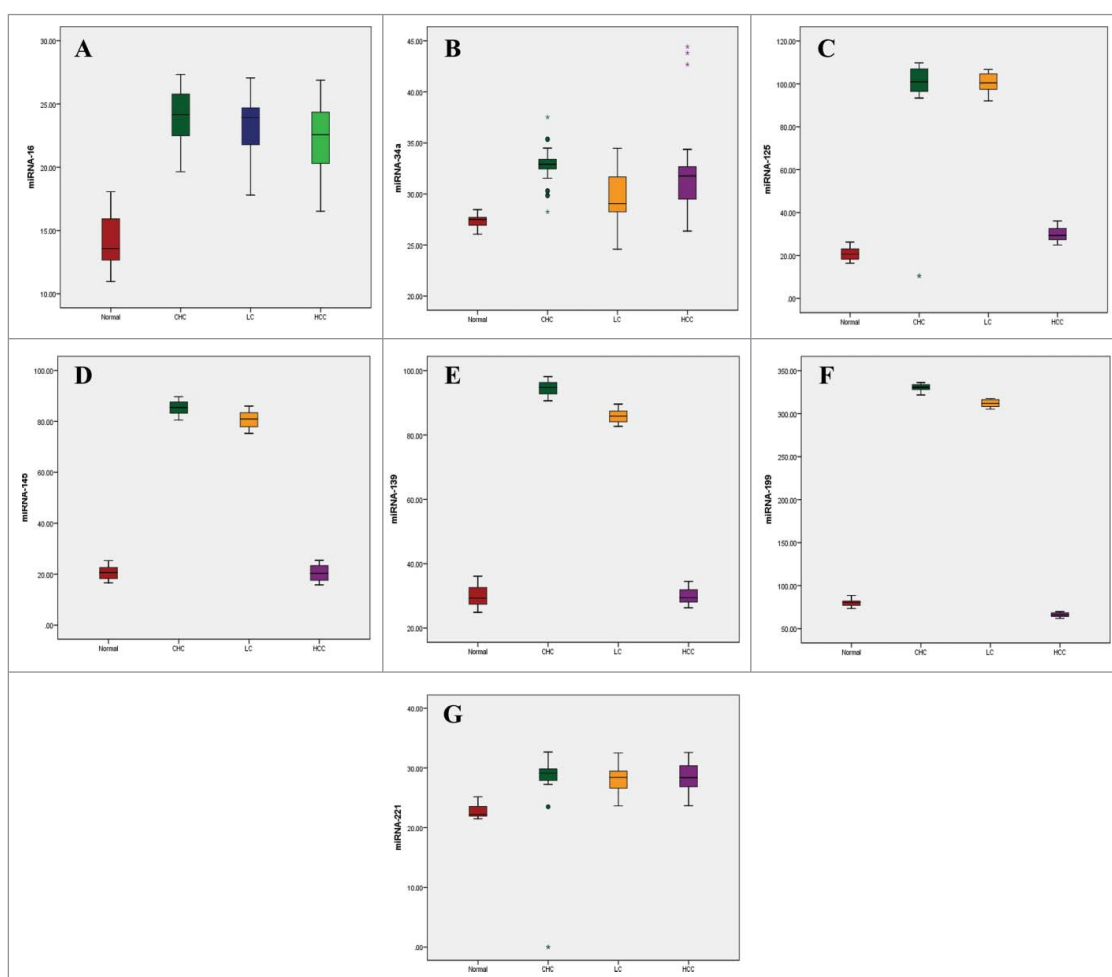 A
miRNA-16
30.00
25.00
20.00
15.00
10.00
Normal CHC LC HCC
B
miRNA-34a
45.00
40.00
35.00
30.00
25.00
20.00
Normal CHC LC HCC
C
miRNA-125
120.00
100.00
80.00
60.00
40.00
20.00
.00
Normal CHC LC HCC
D
miRNA-145
100.00
80.00
60.00
40.00
20.00
.00
Normal CHC LC HCC
E
miRNA-139
100.00
80.00
60.00
40.00
20.00
Normal CHC LC HCC
F
miRNA-199
350.00
300.00
250.00
200.00
150.00
100.00
50.00
Normal CHC LC HCC
G
miRNA-221
40.00
30.00
20.00
10.00
.00
Normal CHC LC HCC